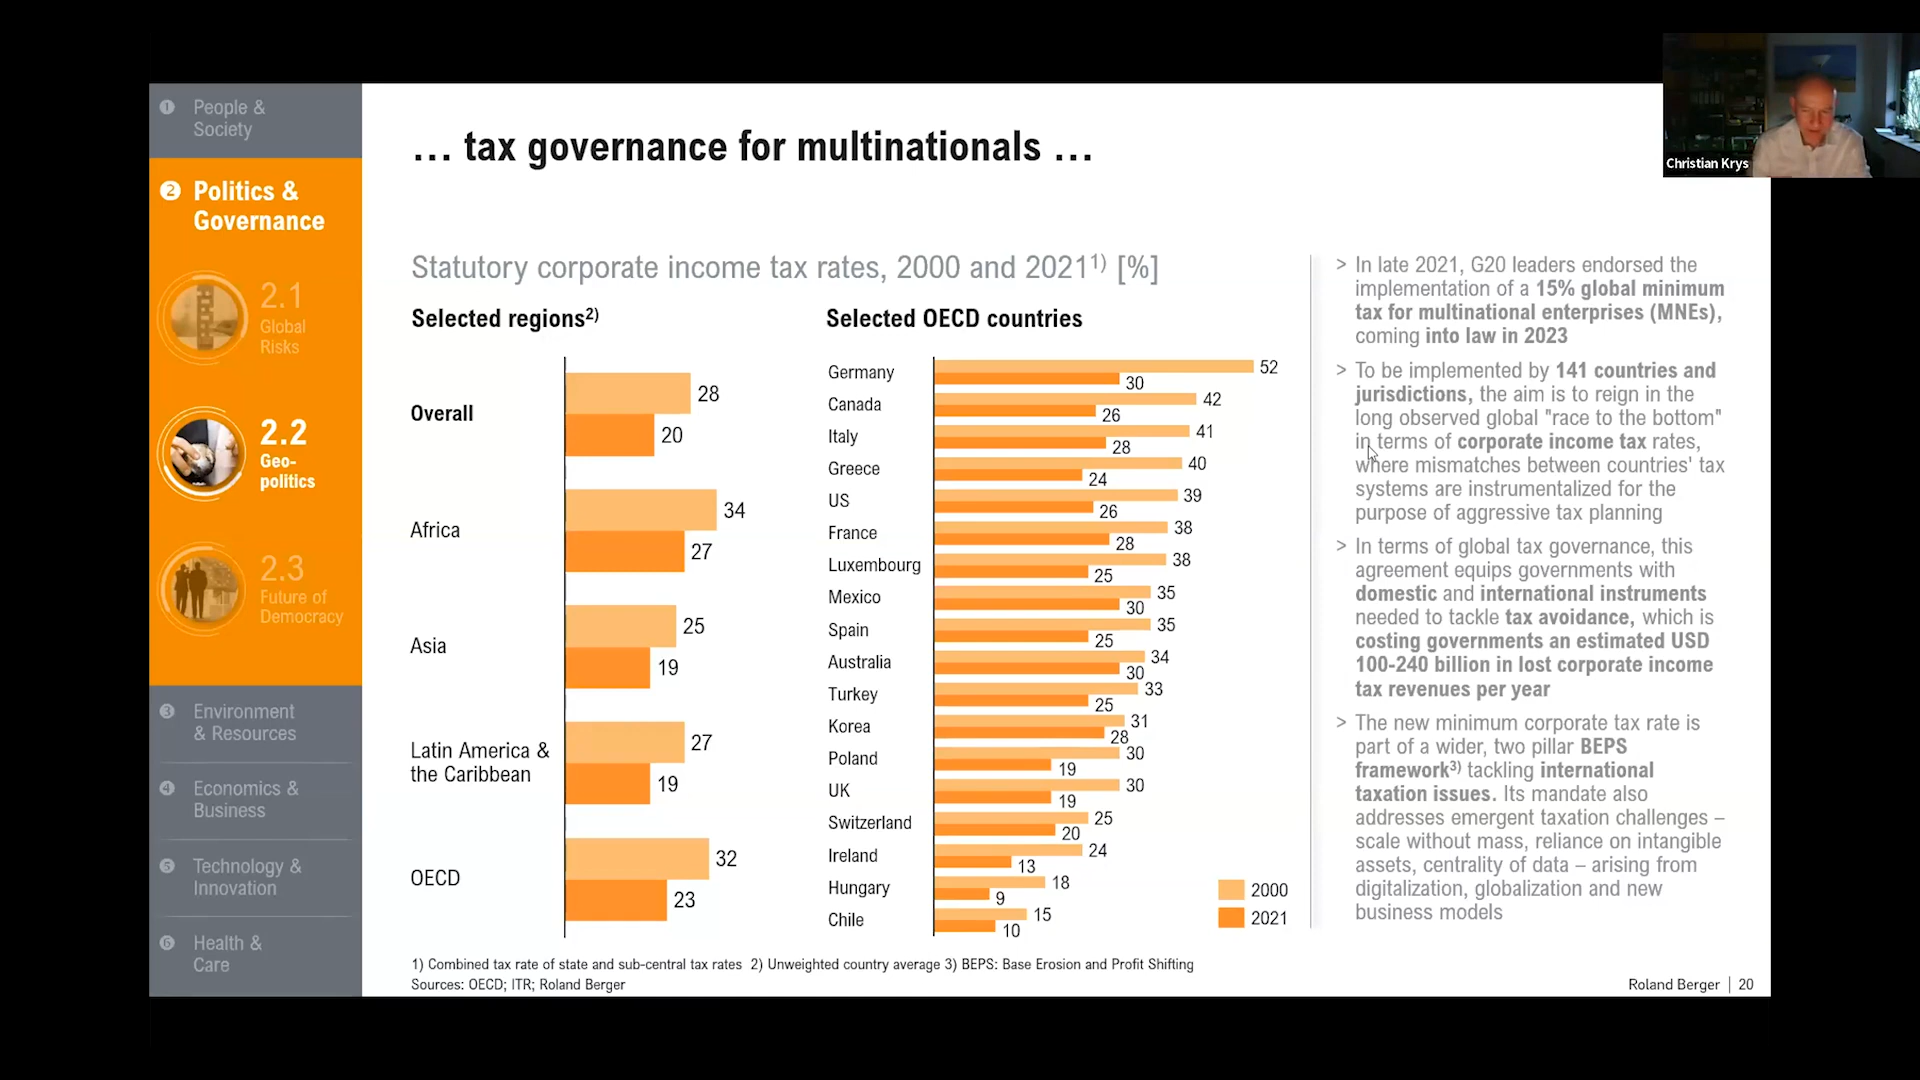 Christian Krys
1 People &
Society
2 Politics &
Governance
2.1
Global
Risks
2.2
Geo-
politics
2.3
Future of
Democracy
3 Environment
& Resources
4 Economics &
Business
5 Technology &
Innovation
6 Health &
Care
… tax governance for multinationals …
Statutory corporate income tax rates, 2000 and 2021¹⁾ [%]
Selected regions²⁾
Overall
28
20
Africa
34
27
Asia
25
19
Latin America &
the Caribbean
27
19
OECD
32
23
Selected OECD countries
Germany
52
30
Canada
42
26
Italy
41
28
Greece
40
24
US
39
26
France
38
28
Luxembourg
38
25
Mexico
35
30
Spain
35
25
Australia
34
30
Turkey
33
25
Korea
31
28
Poland
30
19
UK
30
19
Switzerland
25
20
Ireland
24
13
Hungary
18
9
Chile
15
10
2000
2021
> In late 2021, G20 leaders endorsed the
implementation of a 15% global minimum
tax for multinational enterprises (MNEs),
coming into law in 2023
> To be implemented by 141 countries and
jurisdictions, the aim is to reign in the
long observed global "race to the bottom"
in terms of corporate income tax rates,
where mismatches between countries' tax
systems are instrumentalized for the
purpose of aggressive tax planning
> In terms of global tax governance, this
agreement equips governments with
domestic and international instruments
needed to tackle tax avoidance, which is
costing governments an estimated USD
100-240 billion in lost corporate income
tax revenues per year
> The new minimum corporate tax rate is
part of a wider, two pillar BEPS
framework³⁾ tackling international
taxation issues. Its mandate also
addresses emergent taxation challenges –
scale without mass, reliance on intangible
assets, centrality of data – arising from
digitalization, globalization and new
business models
1) Combined tax rate of state and sub-central tax rates 2) Unweighted country average 3) BEPS: Base Erosion and Profit Shifting
Sources: OECD; ITR; Roland Berger
Roland Berger | 20